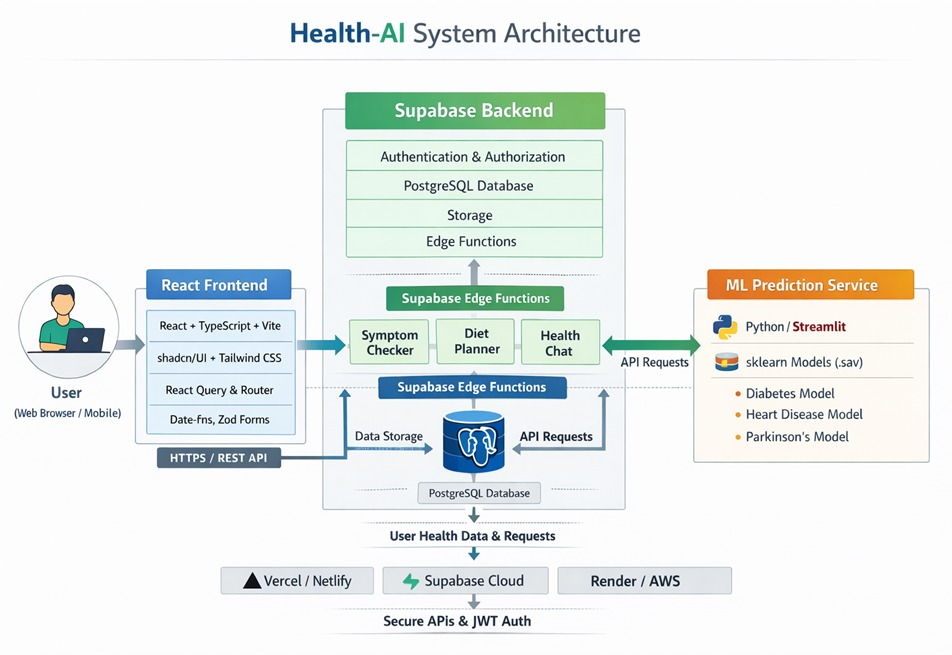 Health-AI System Architecture
Supabase Backend
Authentication & Authorization
PostgreSQL Database
Storage
Edge Functions
Supabase Edge Functions
Symptom
Checker
Diet
Planner
Health
Chat
Supabase Edge Functions
Data Storage
API Requests
PostgreSQL Database
React Frontend
React + TypeScript + Vite
shadcn/UI + Tailwind CSS
React Query & Router
Date-fns, Zod Forms
HTTPS / REST API
User
(Web Browser / Mobile)
API Requests
ML Prediction Service
Python / Streamlit
sklearn Models (.sav)
Diabetes Model
Heart Disease Model
Parkinson's Model
User Health Data & Requests
Vercel / Netlify
Supabase Cloud
Render / AWS
Secure APIs & JWT Auth